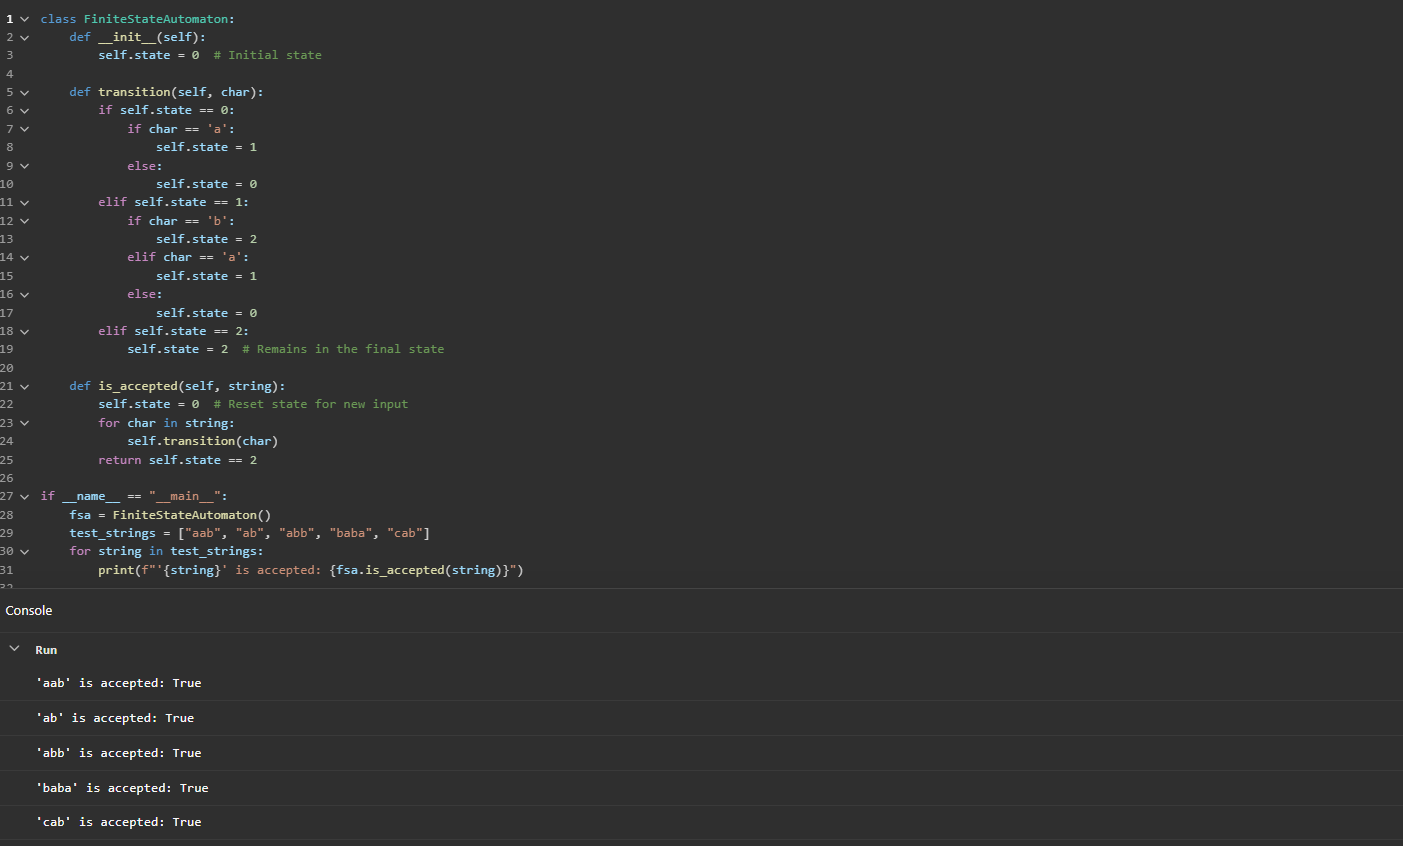 1 class FiniteStateAutomaton:
2     def __init__(self):
3         self.state = 0  # Initial state
4
5     def transition(self, char):
6         if self.state == 0:
7             if char == 'a':
8                 self.state = 1
9             else:
10                 self.state = 0
11         elif self.state == 1:
12             if char == 'b':
13                 self.state = 2
14             elif char == 'a':
15                 self.state = 1
16             else:
17                 self.state = 0
18         elif self.state == 2:
19             self.state = 2  # Remains in the final state
20
21     def is_accepted(self, string):
22         self.state = 0  # Reset state for new input
23         for char in string:
24             self.transition(char)
25         return self.state == 2
26
27 if __name__ == "__main__":
28     fsa = FiniteStateAutomaton()
29     test_strings = ["aab", "ab", "abb", "baba", "cab"]
30     for string in test_strings:
31         print(f"'{string}' is accepted: {fsa.is_accepted(string)}")
32
Console
Run
'aab' is accepted: True
'ab' is accepted: True
'abb' is accepted: True
'baba' is accepted: True
'cab' is accepted: True